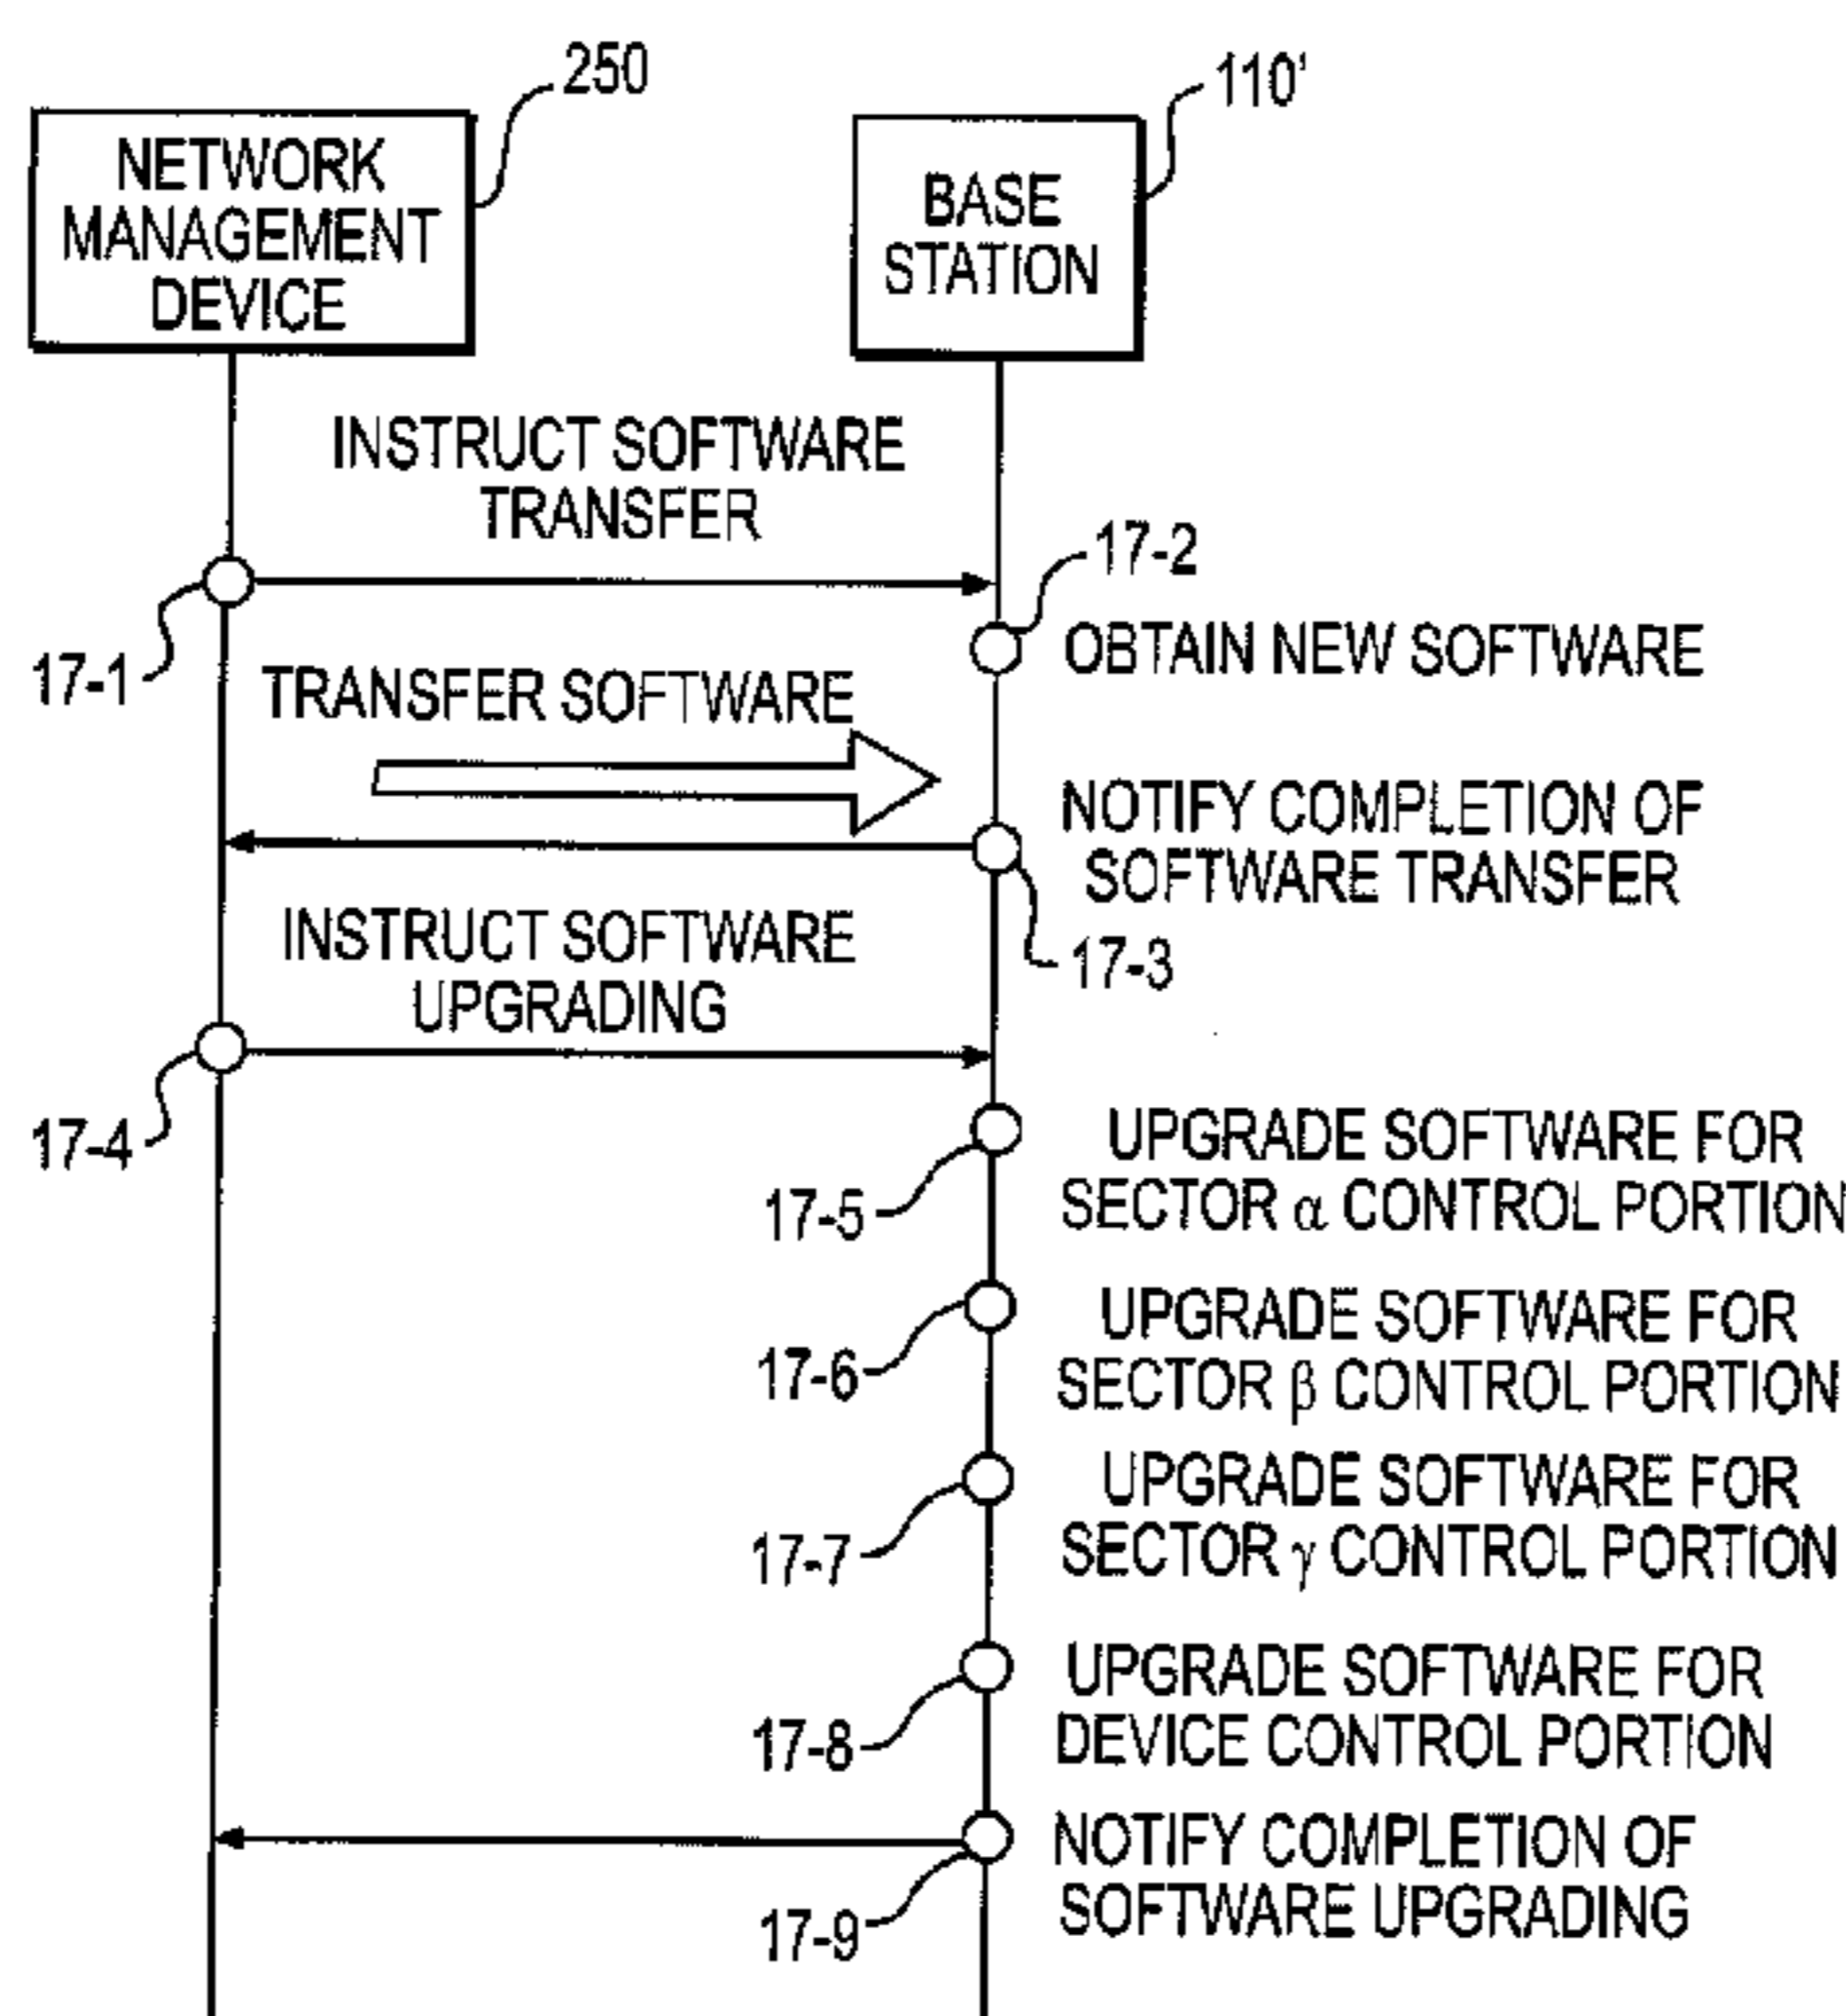 250
110'
NETWORK
MANAGEMENT
DEVICE
BASE
STATION
INSTRUCT SOFTWARE
TRANSFER
17-1
17-2
OBTAIN NEW SOFTWARE
TRANSFER SOFTWARE
NOTIFY COMPLETION OF
SOFTWARE TRANSFER
17-3
INSTRUCT SOFTWARE
UPGRADING
17-4
UPGRADE SOFTWARE FOR
SECTOR α CONTROL PORTION
17-5
UPGRADE SOFTWARE FOR
SECTOR β CONTROL PORTION
17-6
UPGRADE SOFTWARE FOR
SECTOR γ CONTROL PORTION
17-7
UPGRADE SOFTWARE FOR
DEVICE CONTROL PORTION
17-8
NOTIFY COMPLETION OF
SOFTWARE UPGRADING
17-9